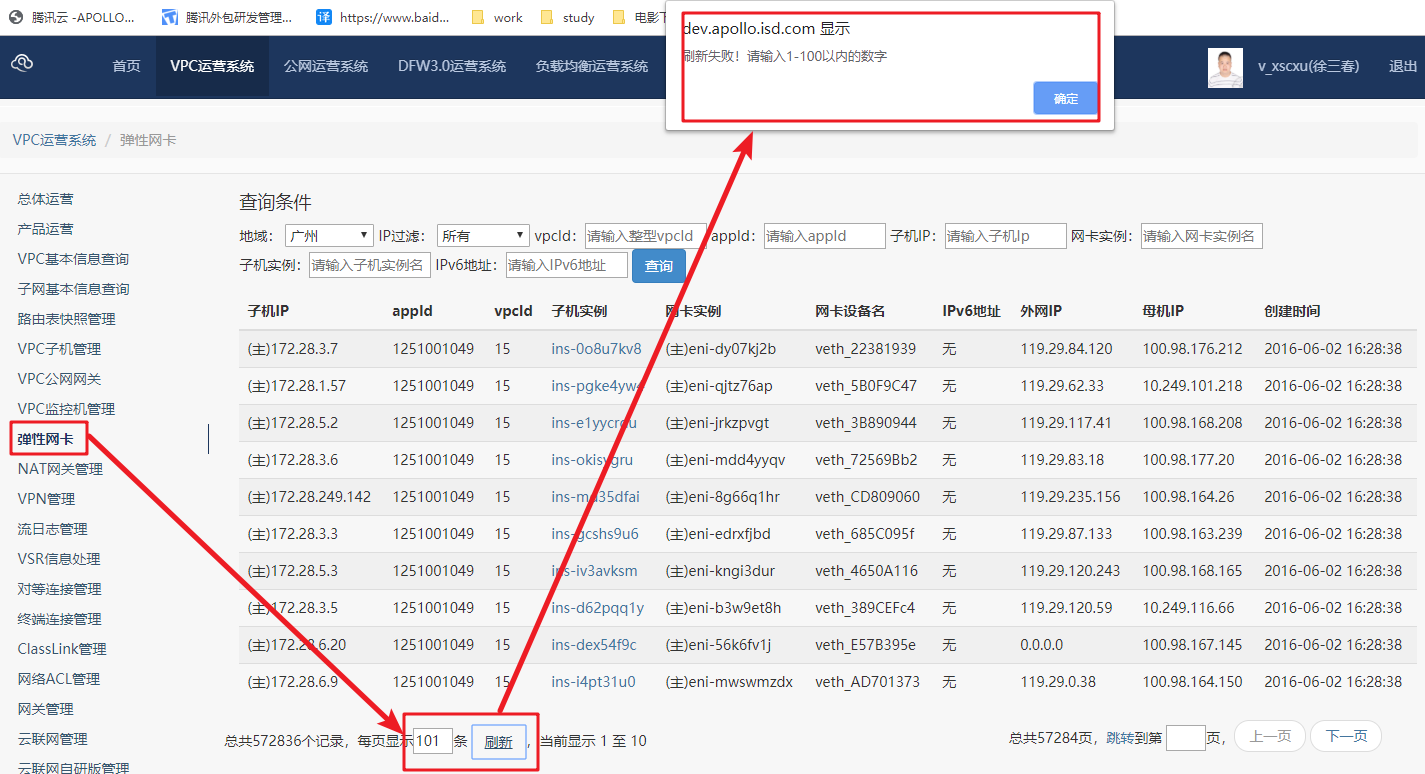 腾讯云 -APOLLO... 腾讯外包研发管理... 译 https://www.baid... work study 电影下
dev.apollo.isd.com 显示
刷新失败！请输入1-100以内的数字
确定
首页 VPC运营系统 公网运营系统 DFW3.0运营系统 负载均衡运营系统 v_xscxu(徐三春) 退出
VPC运营系统 / 弹性网卡
总体运营
产品运营
VPC基本信息查询
子网基本信息查询
路由表快照管理
VPC子机管理
VPC公网网关
VPC监控机管理
弹性网卡
NAT网关管理
VPN管理
流日志管理
VSR信息处理
对等连接管理
终端连接管理
ClassLink管理
网络ACL管理
网关管理
云联网管理
云联网自研版管理
查询条件
地域： 广州 IP过滤： 所有 vpcId： 请输入整型vpcId appId： 请输入appId 子机IP： 请输入子机Ip 网卡实例： 请输入网卡实例名
子机实例： 请输入子机实例名 IPv6地址： 请输入IPv6地址 查询
子机IP appId vpcId 子机实例 网卡实例 网卡设备名 IPv6地址 外网IP 母机IP 创建时间
(主)172.28.3.7 1251001049 15 ins-0o8u7kv8 (主)eni-dy07kj2b veth_22381939 无 119.29.84.120 100.98.176.212 2016-06-02 16:28:38
(主)172.28.1.57 1251001049 15 ins-pgke4yw4 (主)eni-qjtz76ap veth_5B0F9C47 无 119.29.62.33 10.249.101.218 2016-06-02 16:28:38
(主)172.28.5.2 1251001049 15 (主)eni-jrkzpvgt veth_3B890944 无 119.29.117.41 100.98.168.208 2016-06-02 16:28:38
(主)172.28.3.6 1251001049 15 (主)eni-mdd4yyqv veth_72569Bb2 无 119.29.83.18 100.98.177.20 2016-06-02 16:28:38
(主)172.28.249.142 1251001049 15 (主)eni-8g66q1hr veth_CD809060 无 119.29.235.156 100.98.164.26 2016-06-02 16:28:38
(主)172.28.3.3 1251001049 15 ins-gcshs9u6 (主)eni-edrxfjbd veth_685C095f 无 119.29.87.133 100.98.163.239 2016-06-02 16:28:38
(主)172.28.5.3 1251001049 15 ins-iv3avksm (主)eni-kngi3dur veth_4650A116 无 119.29.120.243 100.98.168.165 2016-06-02 16:28:38
(主)172.28.3.5 1251001049 15 ins-d62pqq1y (主)eni-b3w9et8h veth_389CEFc4 无 119.29.120.59 10.249.116.66 2016-06-02 16:28:38
(主)172.28.6.20 1251001049 15 ins-dex54f9c (主)eni-56k6fv1j veth_E57B395e 无 0.0.0.0 100.98.167.145 2016-06-02 16:28:38
(主)172.28.6.9 1251001049 15 ins-i4pt31u0 (主)eni-mwswmzdx veth_AD701373 无 119.29.0.38 100.98.164.150 2016-06-02 16:28:38
总共572836个记录，每页显示 101 条 刷新 ，当前显示 1 至 10 总共57284页，跳转到第 页， 上一页 下一页